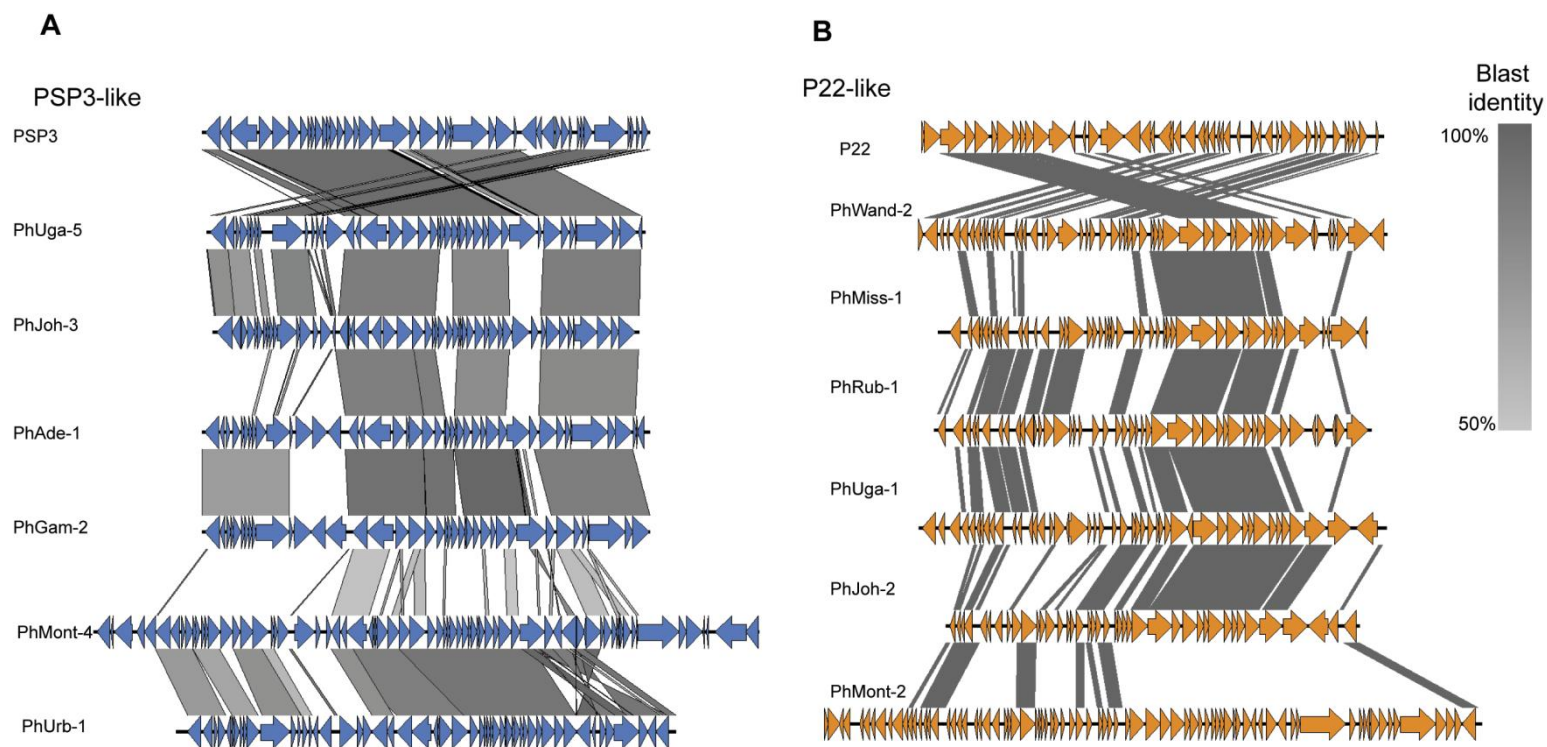 A
PSP3-like
PSP3
PhUga-5
PhJoh-3
PhAde-1
PhGam-2
PhMont-4
PhUrb-1
B
P22-like
P22
PhWand-2
PhMiss-1
PhRub-1
PhUga-1
PhJoh-2
PhMont-2
Blast
identity
100%
50%